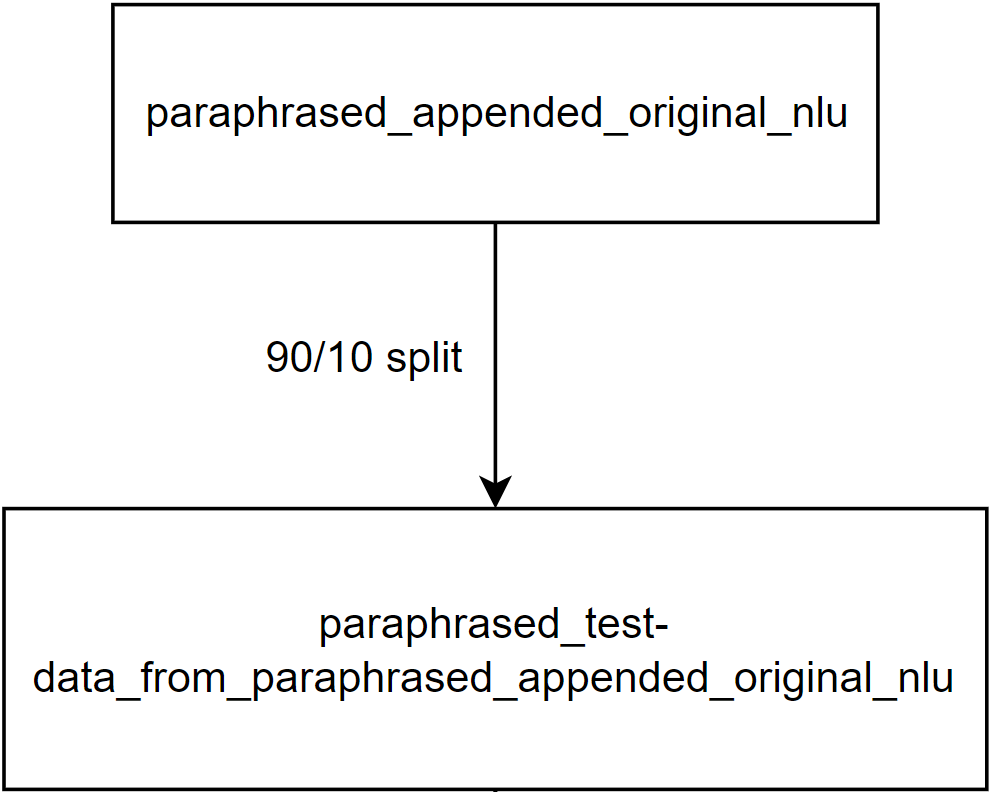 paraphrased_appended_original_nlu
90/10 split
paraphrased_test-
data_from_paraphrased_appended_original_nlu